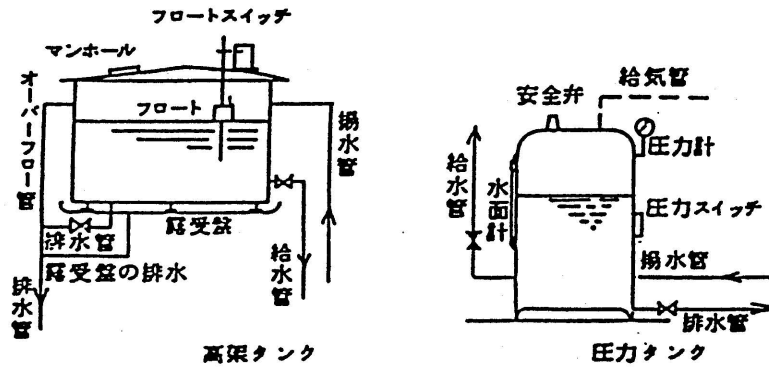 フロートスイッチ
マンホール
オーバーフロー管
フロート
揚水管
排水管
露受盤
露受盤の排水
排水管
給水管
高架タンク
給気管
安全弁
圧力計
給水管
水面計
圧力スイッチ
揚水管
排水管
圧力タンク